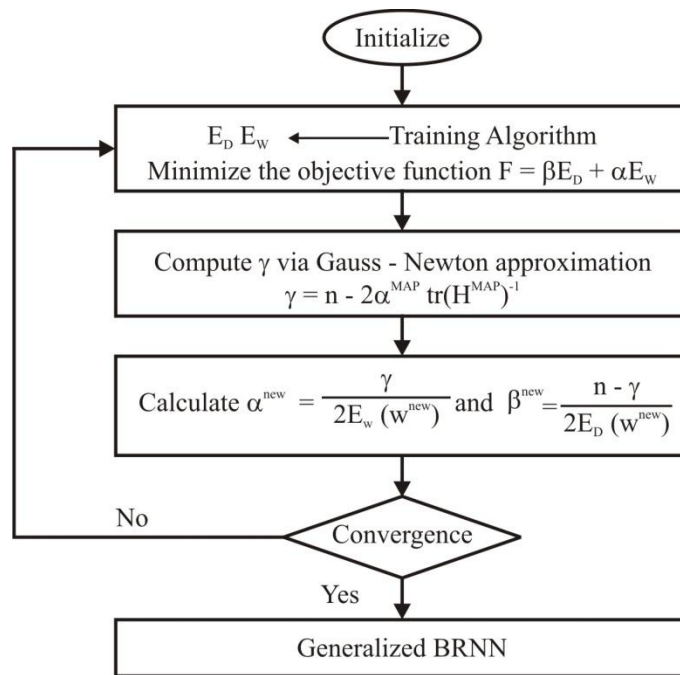 Initialize
E_D E_W ← Training Algorithm
Minimize the objective function F = βE_D + αE_W
Compute γ via Gauss - Newton approximation
γ = n - 2α^MAP tr(H^MAP)^-1
Calculate α^new = γ / 2E_w (w^new) and β^new = n - γ / 2E_D (w^new)
No
Convergence
Yes
Generalized BRNN